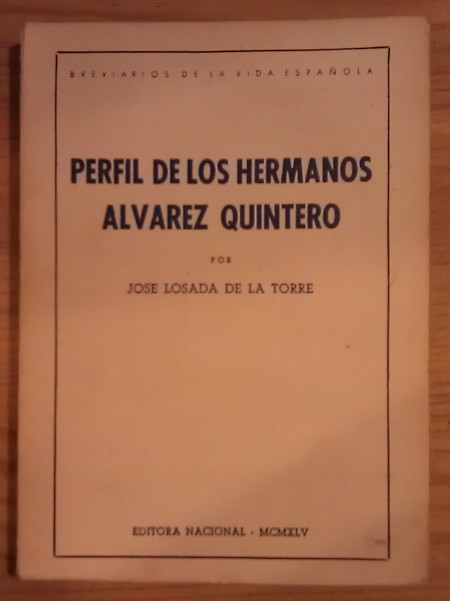 BREVIARIOS DE LA VIDA ESPAÑOLA
PERFIL DE LOS HERMANOS
ALVAREZ QUINTERO
POR
JOSE LOSADA DE LA TORRE
EDITORA NACIONAL - MCMXLV